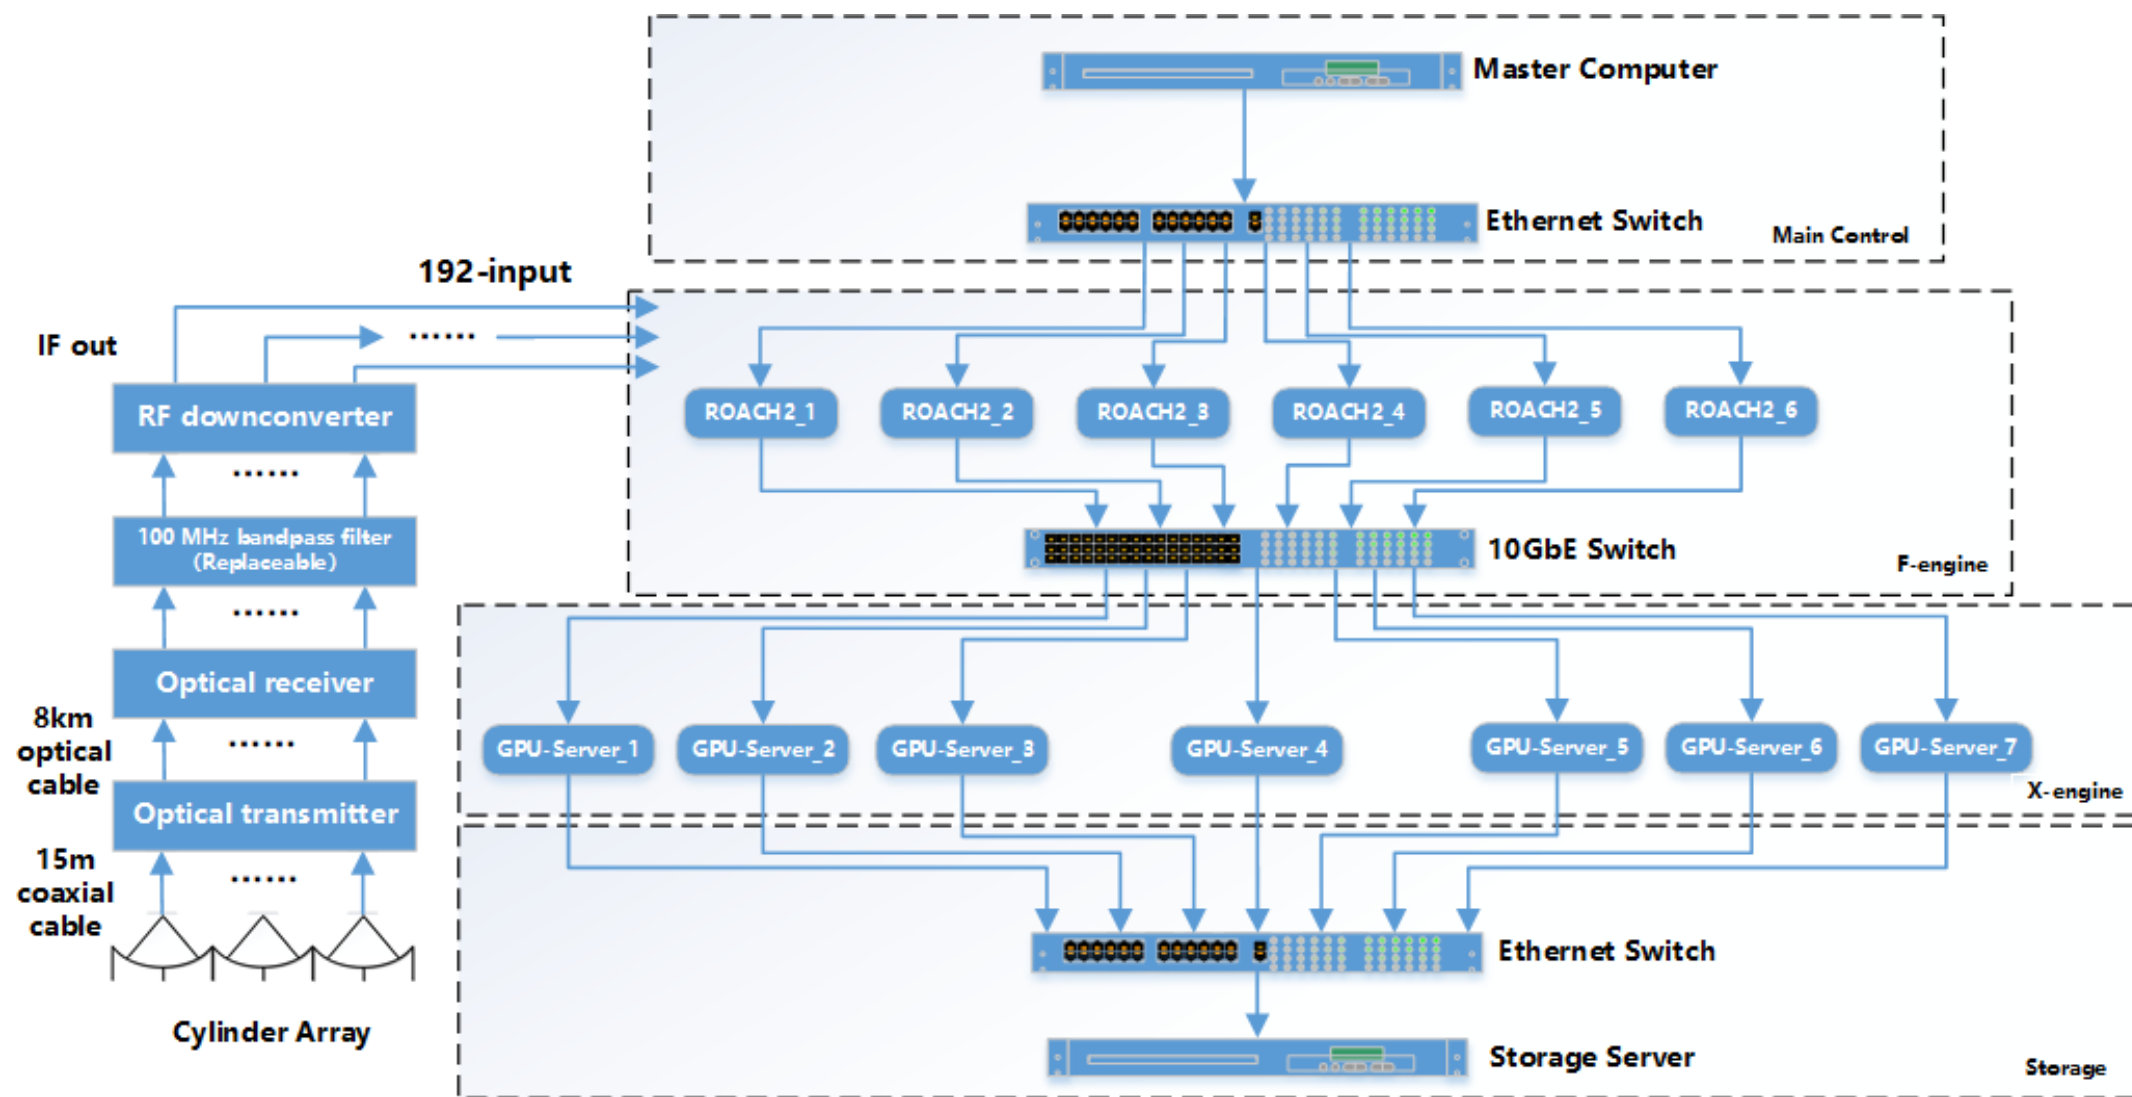 Master Computer
Ethernet Switch
Main Control
192-input
......
IF out
RF downconverter
......
100 MHz bandpass filter
(Replaceable)
......
Optical receiver
8km
optical
cable
......
Optical transmitter
15m
coaxial
cable
......
Cylinder Array
ROACH2_1
ROACH2_2
ROACH2_3
ROACH2_4
ROACH2_5
ROACH2_6
10GbE Switch
F-engine
GPU-Server_1
GPU-Server_2
GPU-Server_3
GPU-Server_4
GPU-Server_5
GPU-Server_6
GPU-Server_7
X-engine
Ethernet Switch
Storage Server
Storage